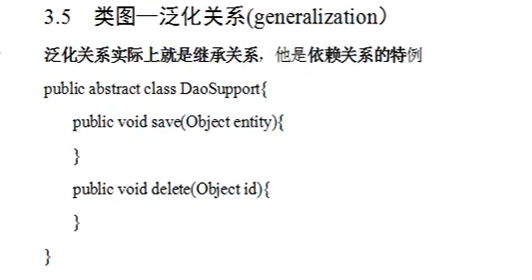 3.5 类图—泛化关系(generalization）
泛化关系实际上就是继承关系，他是依赖关系的特例
public abstract class DaoSupport{
public void save(Object entity){
}
public void delete(Object id){
}
}